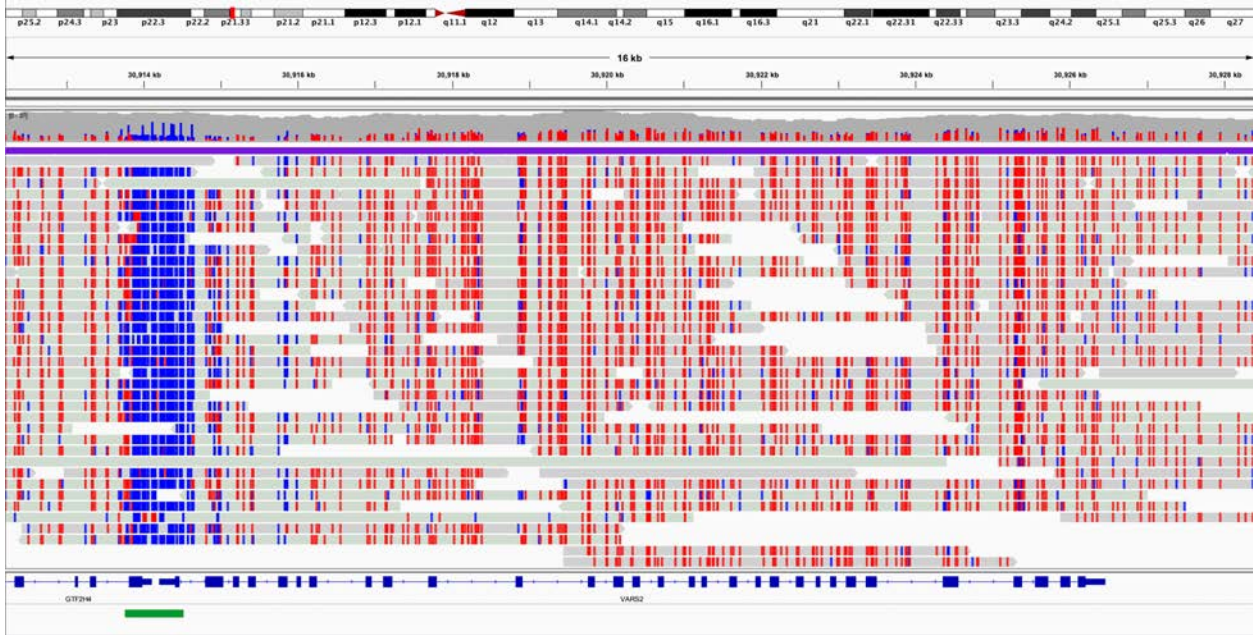 p25.2 p24.3 p23 p22.3 p22.2 p21.33 p21.2 p21.1 p12.3 p12.1 q11.1 q12 q13 q14.1 q14.2 q15 q16.1 q16.3 q21 q22.1 q22.31 q22.33 q23.3 q24.2 q25.1 q25.3 q26 q27
16 kb
30,914 kb 30,916 kb 30,918 kb 30,920 kb 30,922 kb 30,924 kb 30,926 kb 30,928 kb
GTF2H4 VARS2